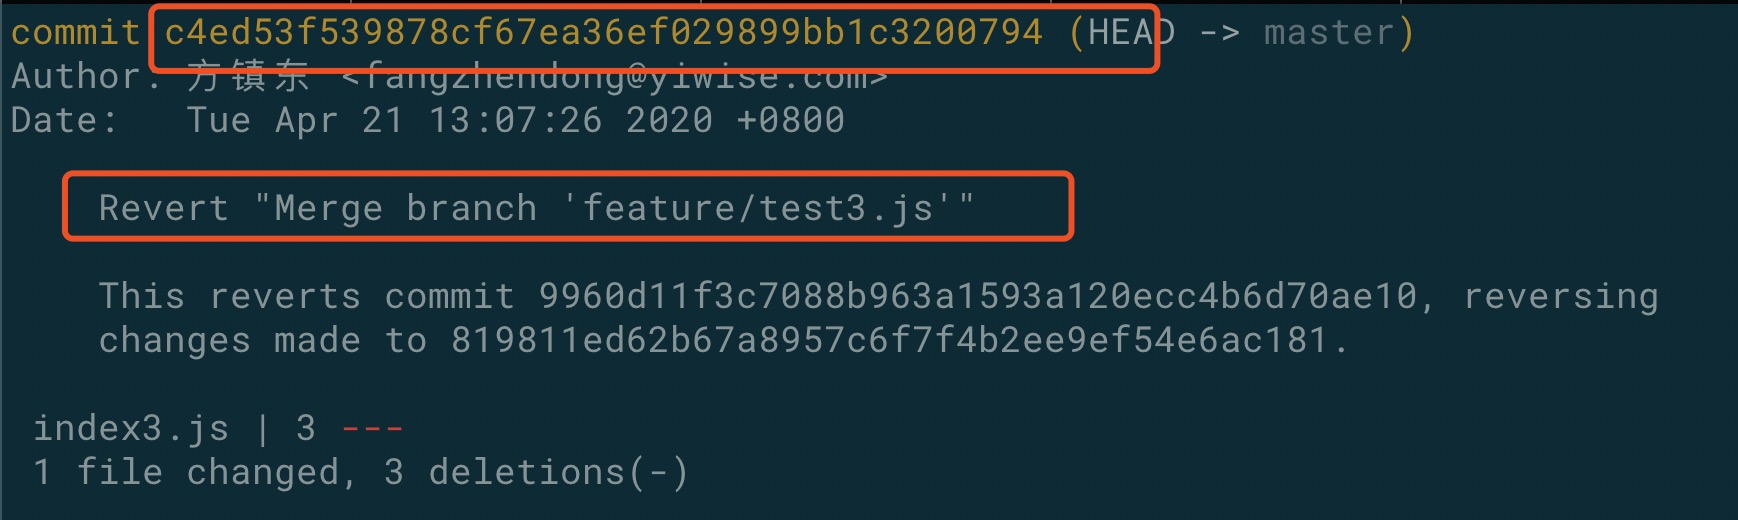 commit c4ed53f539878cf67ea36ef029899bb1c3200794 (HEAD -> master)
Author: 方镇东 <fangzhendong@yiwise.com>
Date:   Tue Apr 21 13:07:26 2020 +0800
Revert "Merge branch 'feature/test3.js'"
This reverts commit 9960d11f3c7088b963a1593a120ecc4b6d70ae10, reversing
changes made to 819811ed62b67a8957c6f7f4b2ee9ef54e6ac181.
index3.js | 3 ---
1 file changed, 3 deletions(-)